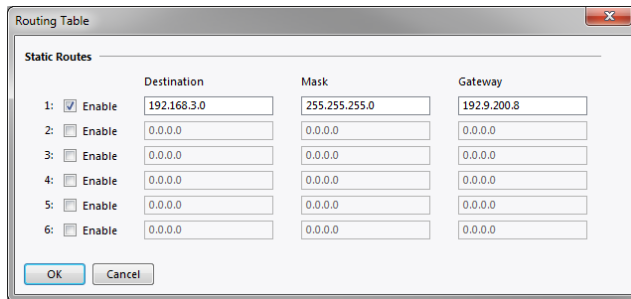 Routing Table
Static Routes
Destination Mask Gateway
1: Enable 192.168.3.0 255.255.255.0 192.9.200.8
2: Enable 0.0.0.0 0.0.0.0 0.0.0.0
3: Enable 0.0.0.0 0.0.0.0 0.0.0.0
4: Enable 0.0.0.0 0.0.0.0 0.0.0.0
5: Enable 0.0.0.0 0.0.0.0 0.0.0.0
6: Enable 0.0.0.0 0.0.0.0 0.0.0.0
OK Cancel